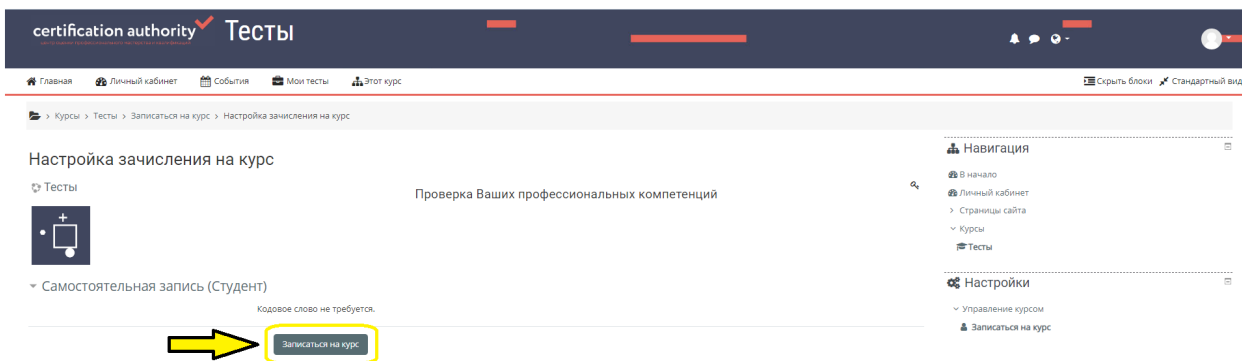 certification authority Тесты
Главная Личный кабинет События Мои тесты Этот курс
Скрыть блоки Стандартный вид
> Курсы > Тесты > Записаться на курс > Настройка зачисления на курс
Настройка зачисления на курс
Тесты
Проверка Ваших профессиональных компетенций
Самостоятельная запись (Студент)
Кодовое слово не требуется.
Записаться на курс
Навигация
В начало
Личный кабинет
Страницы сайта
Курсы
Тесты
Настройки
Управление курсом
Записаться на курс